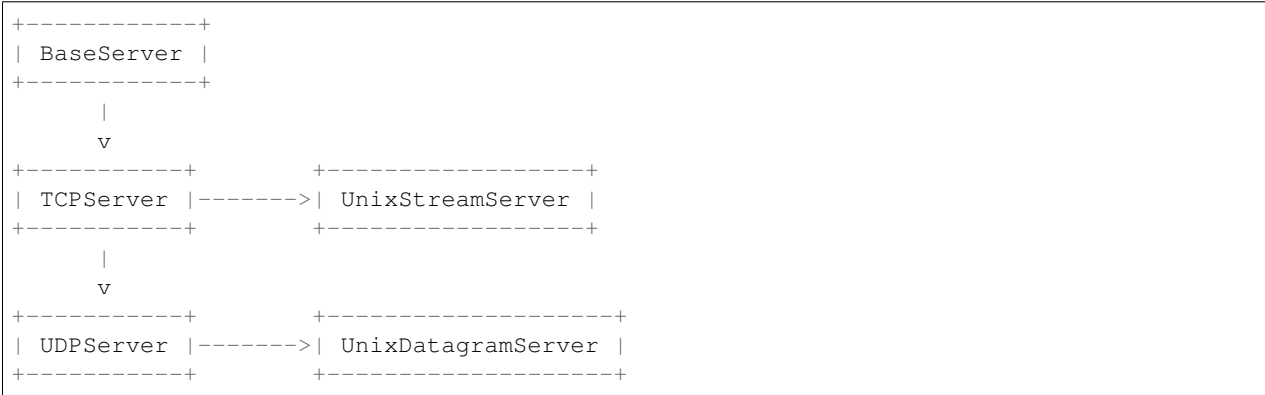 +------------+
| BaseServer |
+------------+
      |
      v
+-----------+        +------------------+
| TCPServer |------->| UnixStreamServer |
+-----------+        +------------------+
      |
      v
+-----------+        +--------------------+
| UDPServer |------->| UnixDatagramServer |
+-----------+        +--------------------+